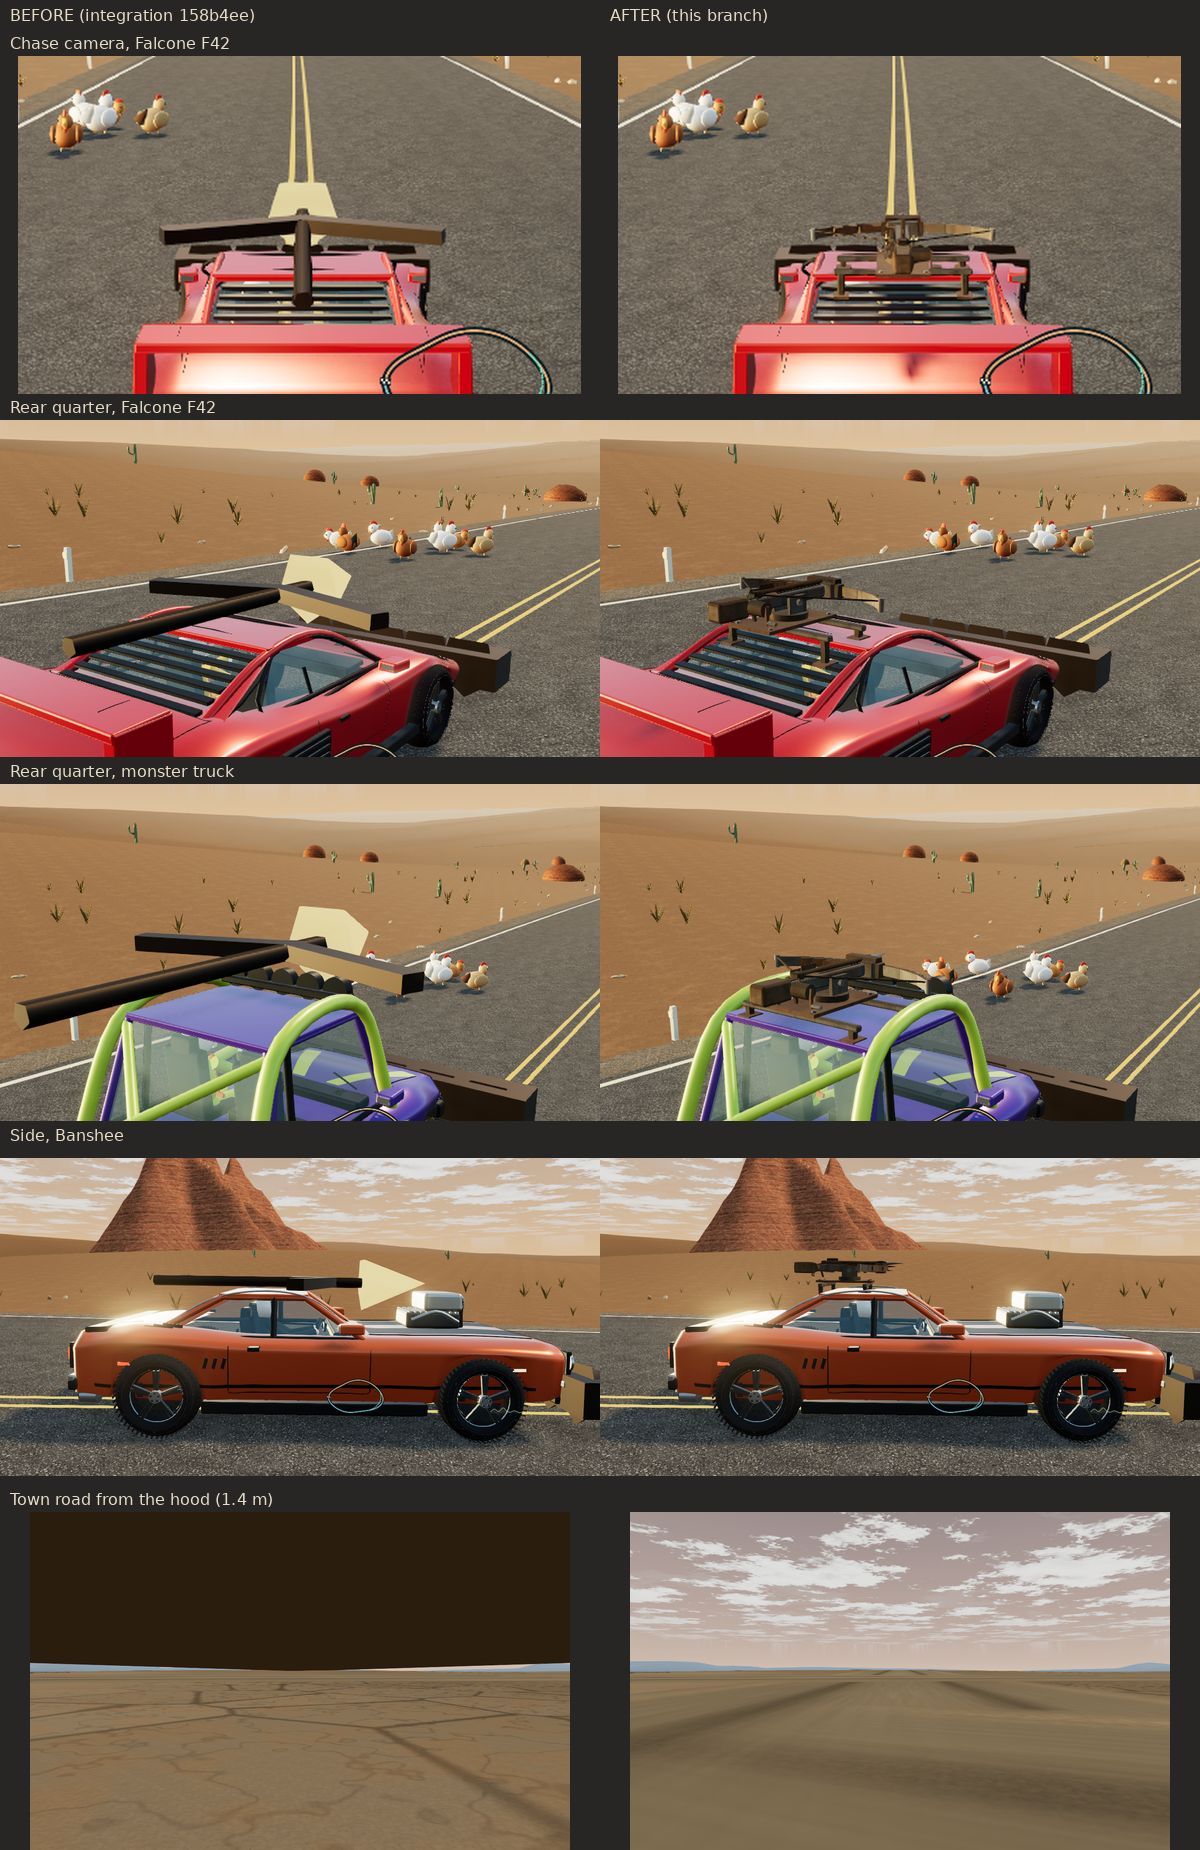 BEFORE (integration 158b4ee)
AFTER (this branch)
Chase camera, Falcone F42
Rear quarter, Falcone F42
Rear quarter, monster truck
Side, Banshee
Town road from the hood (1.4 m)